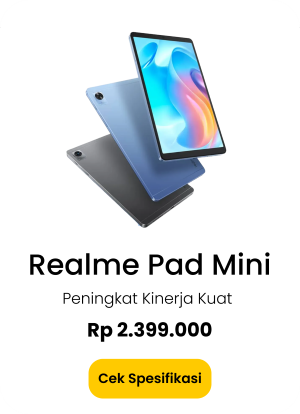 Realme Pad Mini
Peningkat Kinerja Kuat
Rp 2.399.000
Cek Spesifikasi